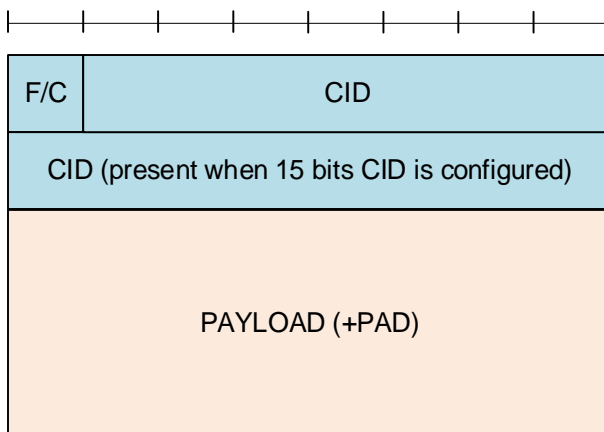 F/C CID
CID (present when 15 bits CID is configured)
PAYLOAD (+PAD)